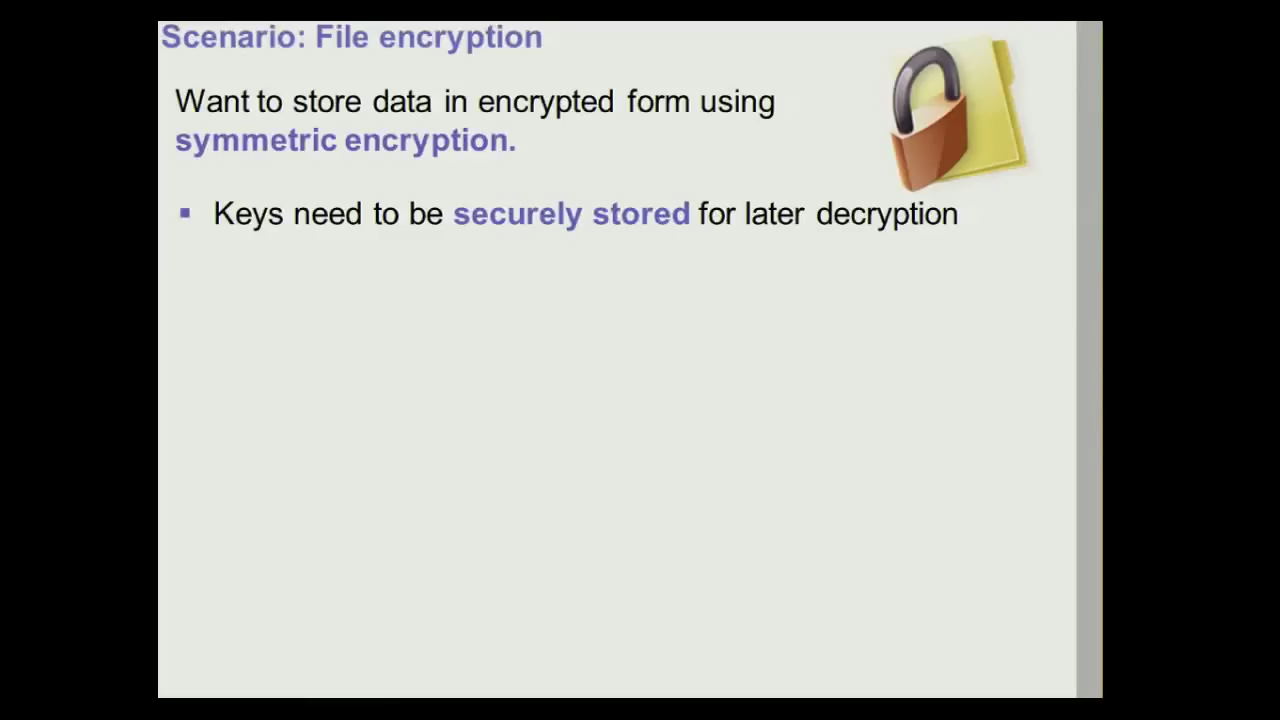 Scenario: File encryption
Want to store data in encrypted form using
symmetric encryption.
▪ Keys need to be securely stored for later decryption